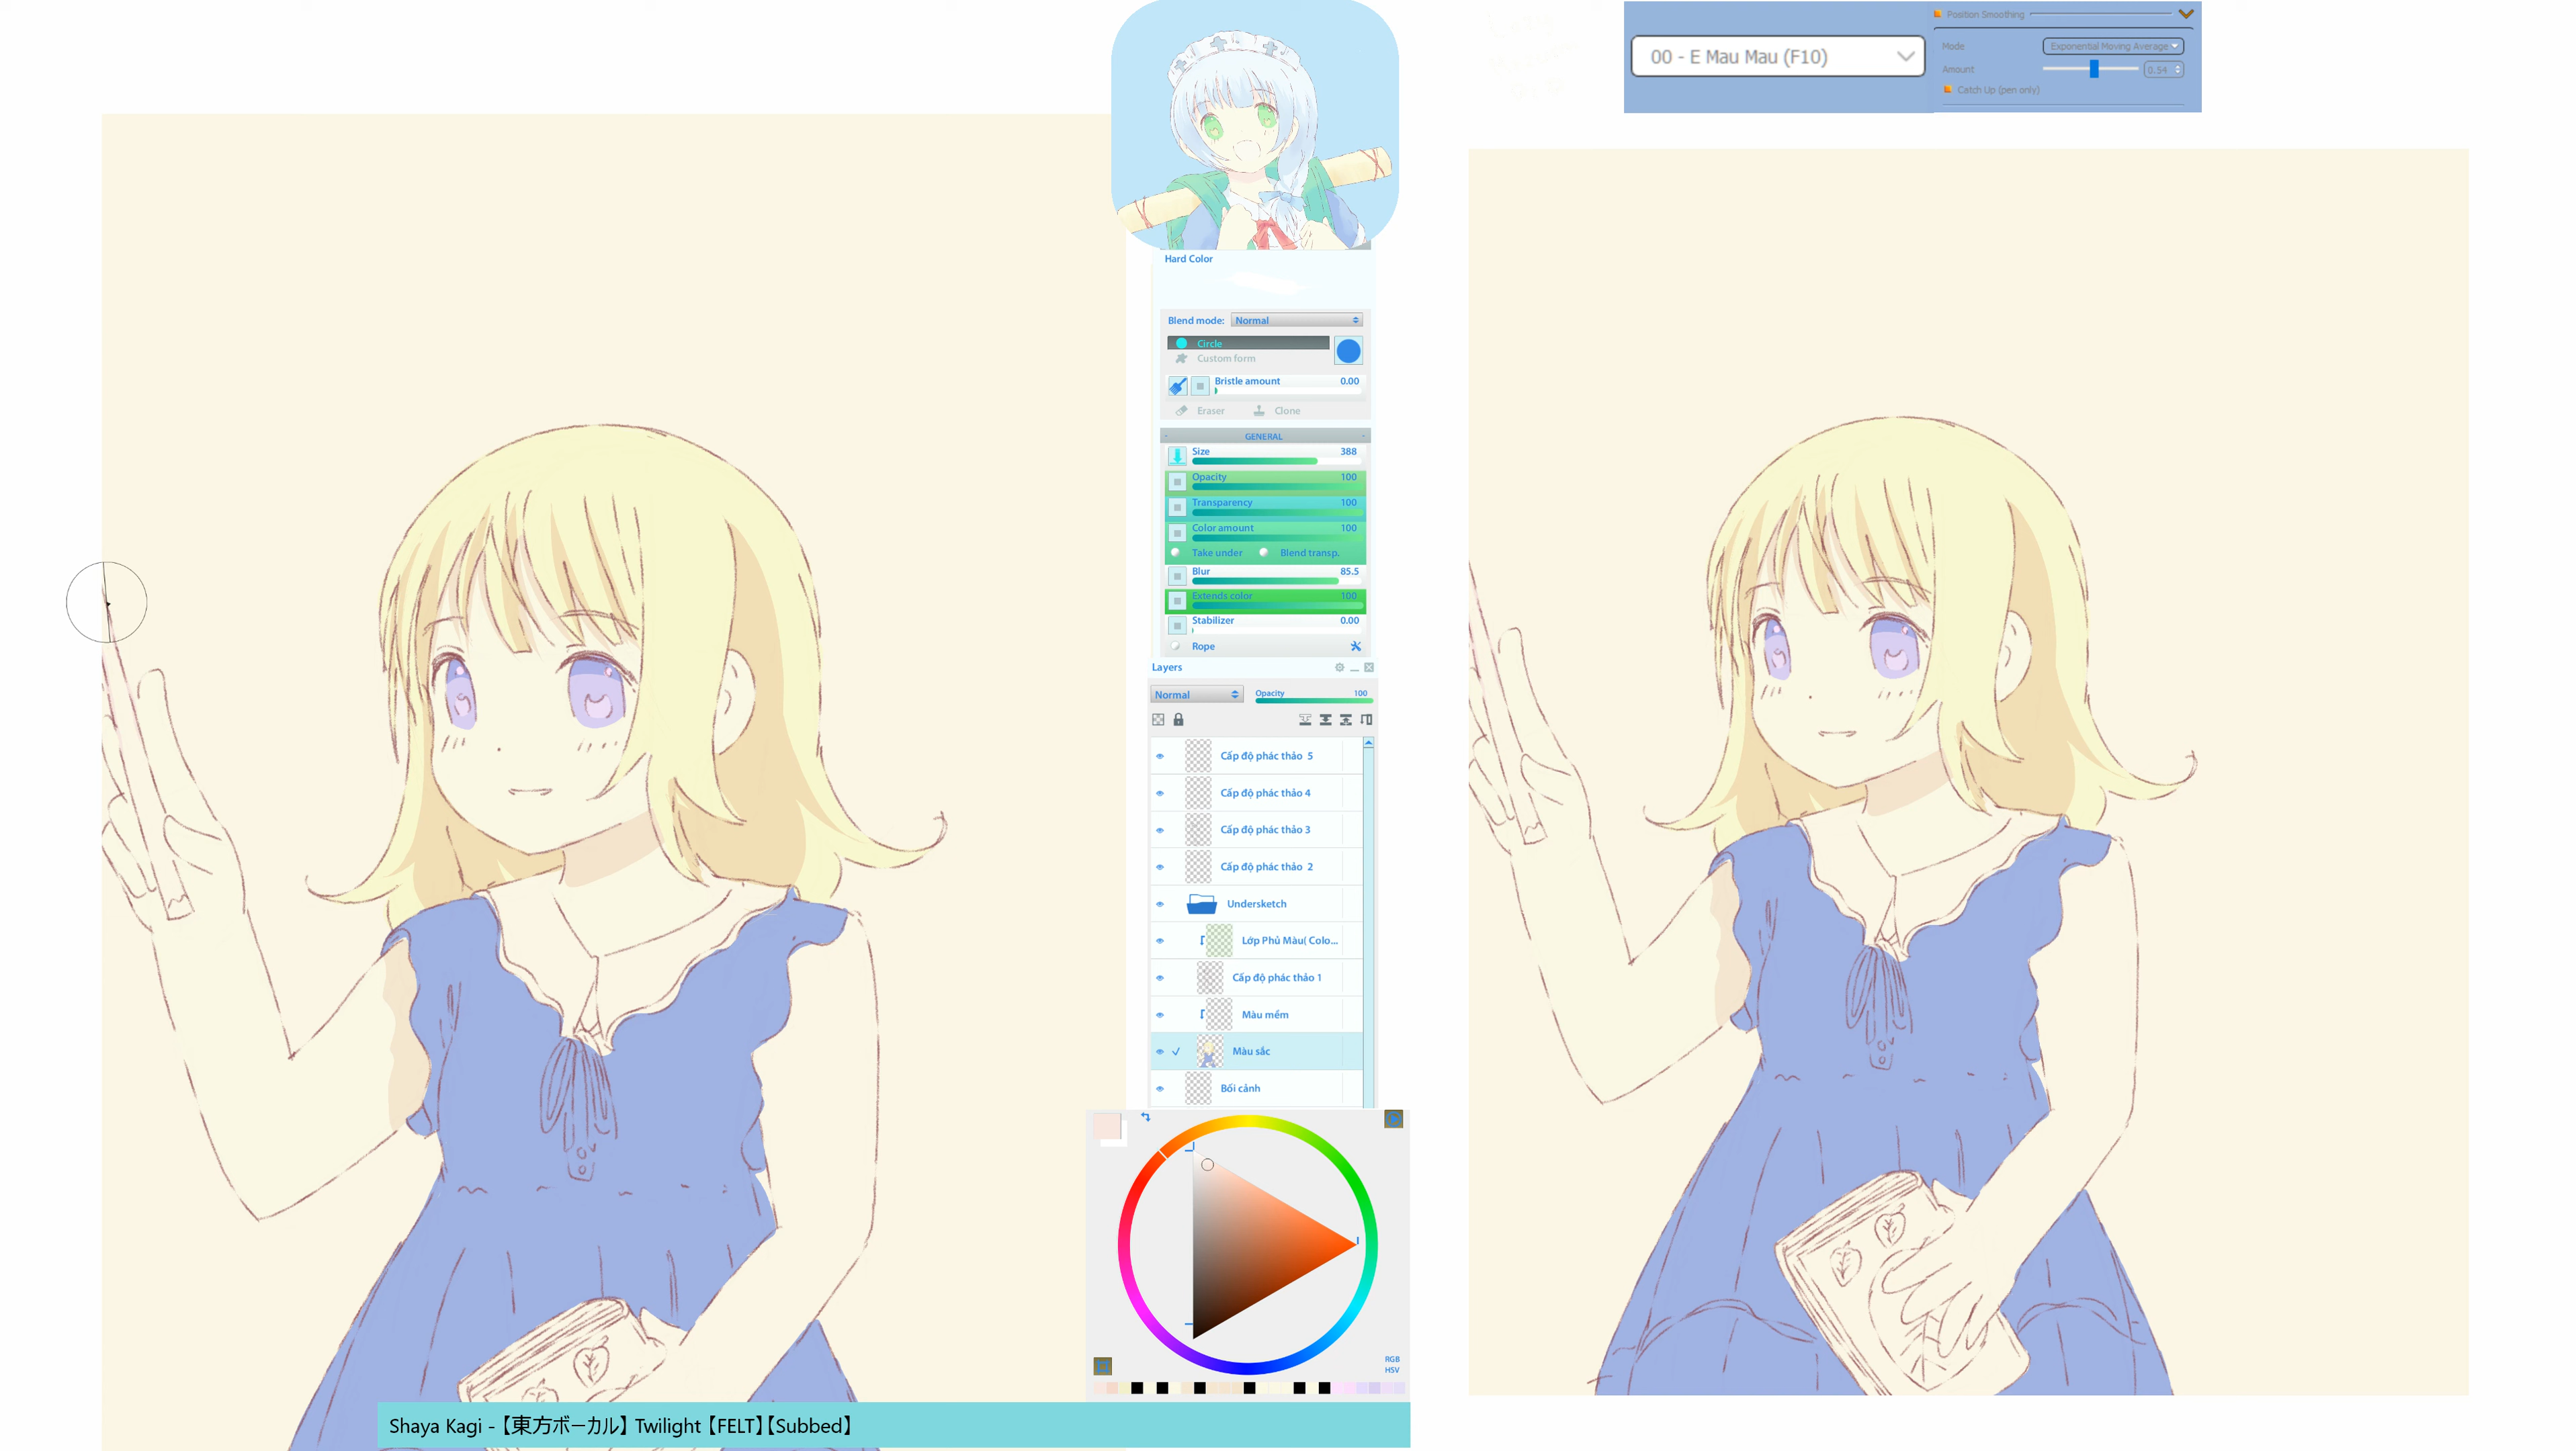 Position Smoothing
00 - E Mau Mau (F10)
Mode
Exponential Moving Average
Amount
0.54
Catch Up (pen only)
Hard Color
Blend mode:
Normal
Circle
Custom form
Bristle amount
0.00
Eraser
Clone
GENERAL
Size
388
Opacity
100
Transparency
100
Color amount
100
Take under
Blend transp.
Blur
85.5
Extends color
100
Stabilizer
0.00
Rope
Layers
Normal
Opacity
100
Cấp độ phác thảo 5
Cấp độ phác thảo 4
Cấp độ phác thảo 3
Cấp độ phác thảo 2
Undersketch
Lớp Phủ Màu( Colo...
Cấp độ phác thảo 1
Màu mềm
Màu sắc
Bối cảnh
RGB
HSV
Shaya Kagi - 【東方ボーカル】 Twilight 【FELT】【Subbed】